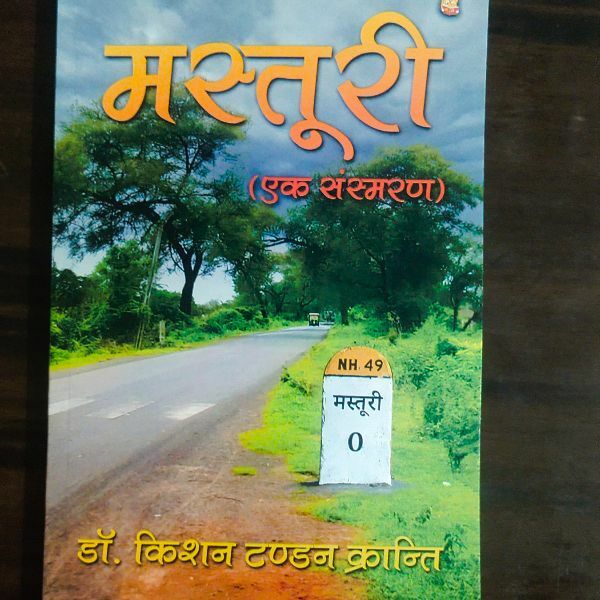 मस्तूरी
(एक संस्मरण)
NH 49
मस्तूरी
0
डॉ. किशन टण्डन क्रान्ति